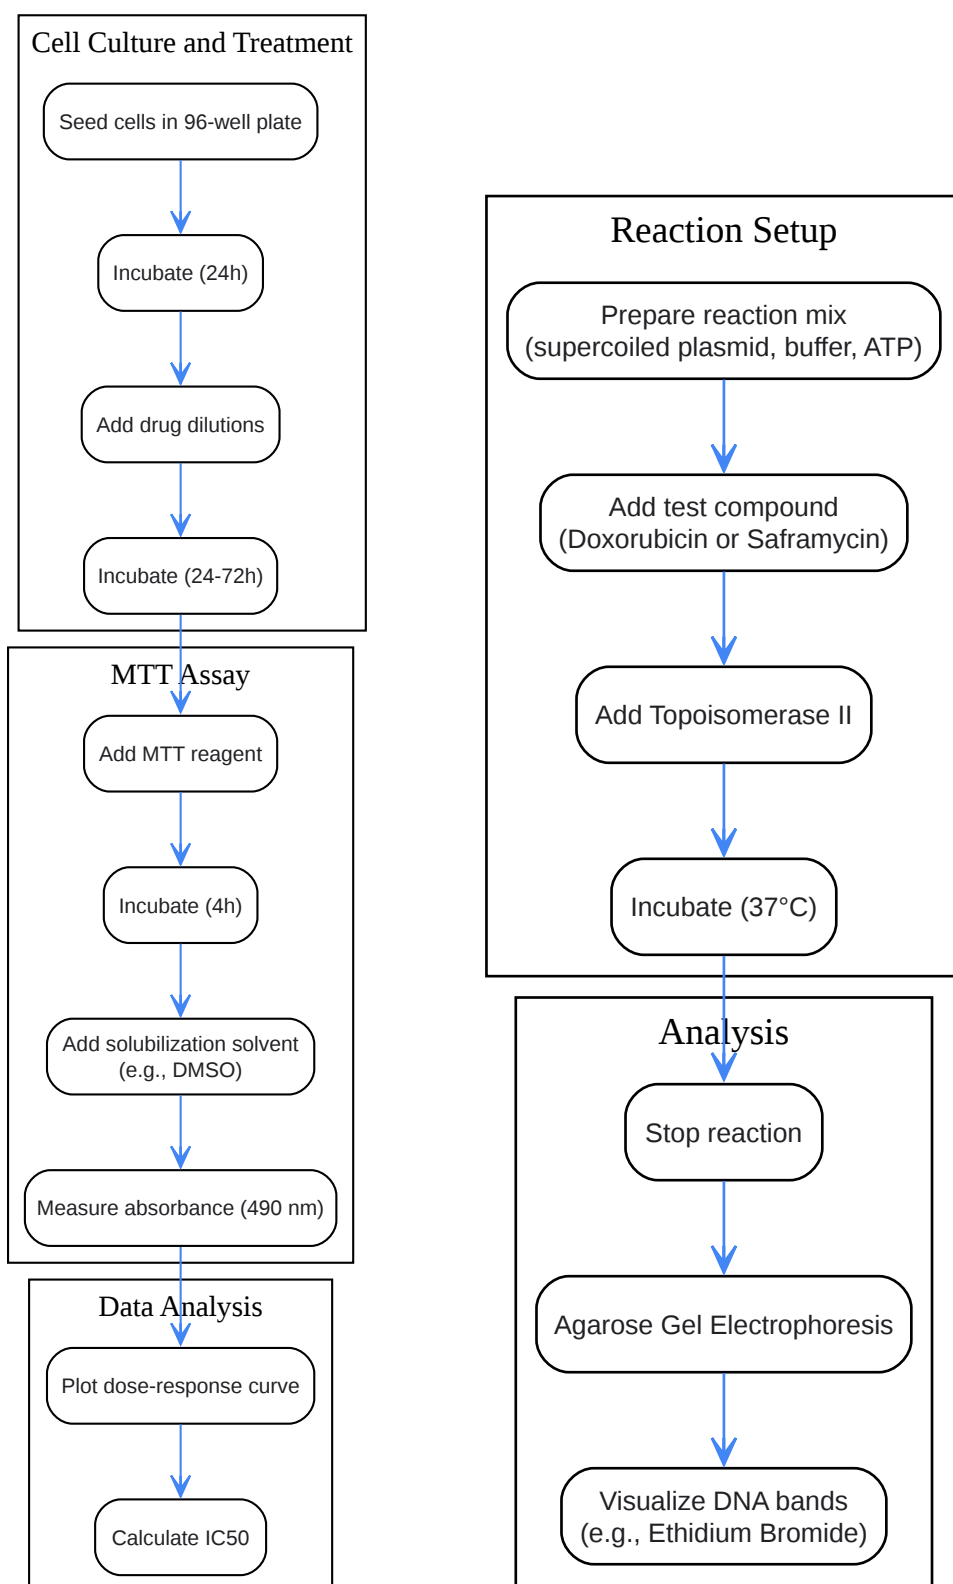 Cell Culture and Treatment
Seed cells in 96-well plate
Incubate (24h)
Add drug dilutions
Incubate (24-72h)
MTT Assay
Add MTT reagent
Incubate (4h)
Add solubilization solvent
(e.g., DMSO)
Measure absorbance (490 nm)
Data Analysis
Plot dose-response curve
Calculate IC50
Reaction Setup
Prepare reaction mix
(supercoiled plasmid, buffer, ATP)
Add test compound
(Doxorubicin or Saframycin)
Add Topoisomerase II
Incubate (37°C)
Analysis
Stop reaction
Agarose Gel Electrophoresis
Visualize DNA bands
(e.g., Ethidium Bromide)